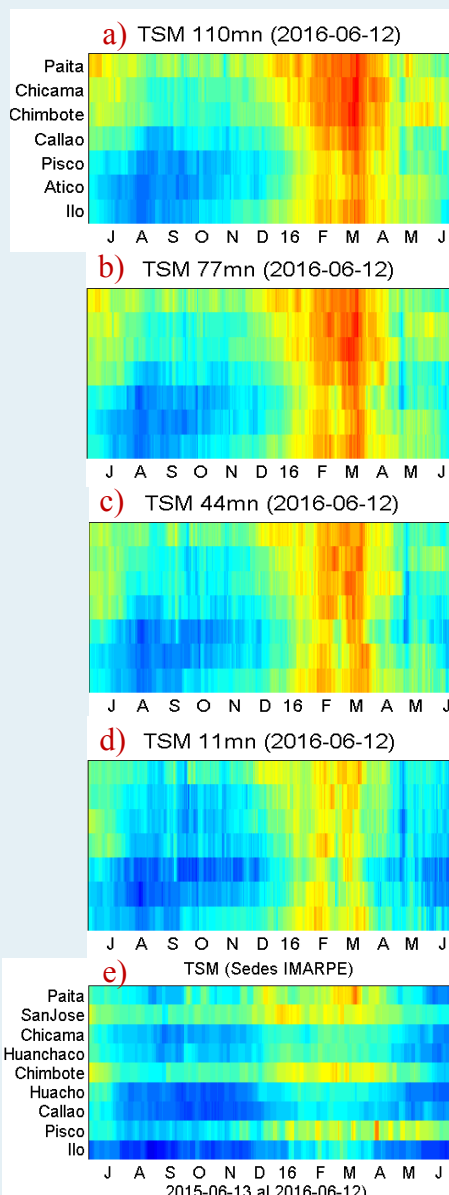 a) TSM 110mn (2016-06-12)
Paita
Chicama
Chimbote
Callao
Pisco
Atico
Ilo
J A S O N D 16 F M A M J
b) TSM 77mn (2016-06-12)
J A S O N D 16 F M A M J
c) TSM 44mn (2016-06-12)
J A S O N D 16 F M A M J
d) TSM 11mn (2016-06-12)
J A S O N D 16 F M A M J
e) TSM (Sedes IMARPE)
Paita
SanJose
Chicama
Huanchaco
Chimbote
Huacho
Callao
Pisco
Ilo
J A S O N D 16 F M A M J
2015-06-13 al 2016-06-12)